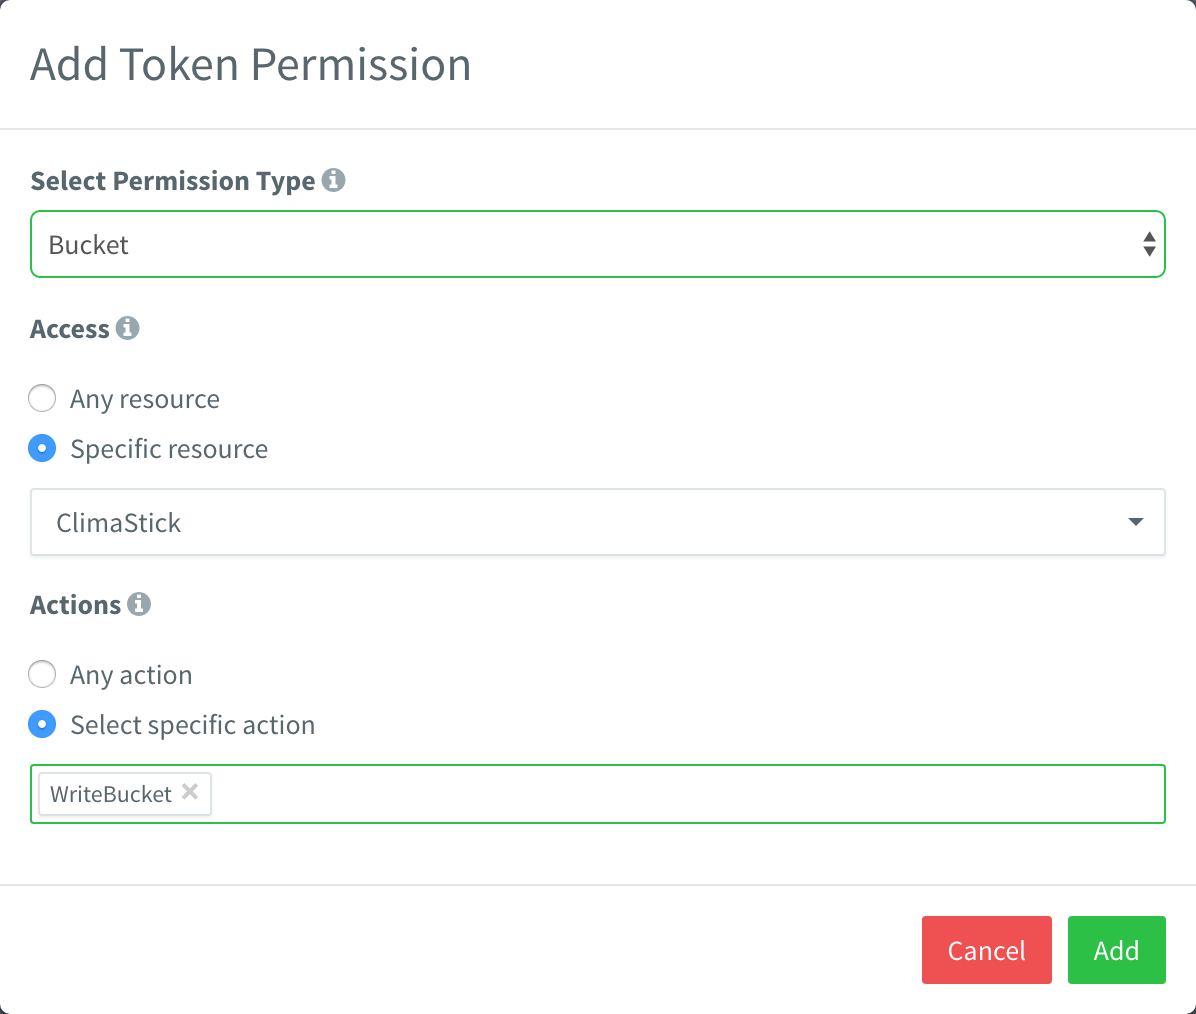 Add Token Permission
Select Permission Type
Bucket
Access
Any resource
Specific resource
ClimaStick
Actions
Any action
Select specific action
WriteBucket
Cancel Add